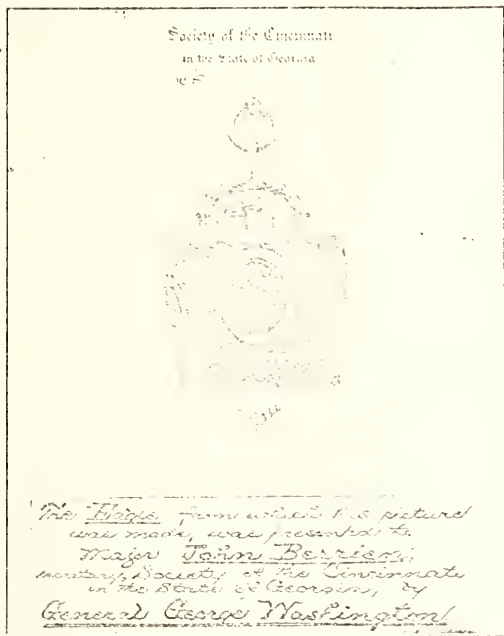 Society of the Cincinnati
in the State of Georgia
The Eagle from which this picture
was made, was presented to
Major John Berrien,
secretary, Society of the Cincinnati
in the State of Georgia, by
General George Washington